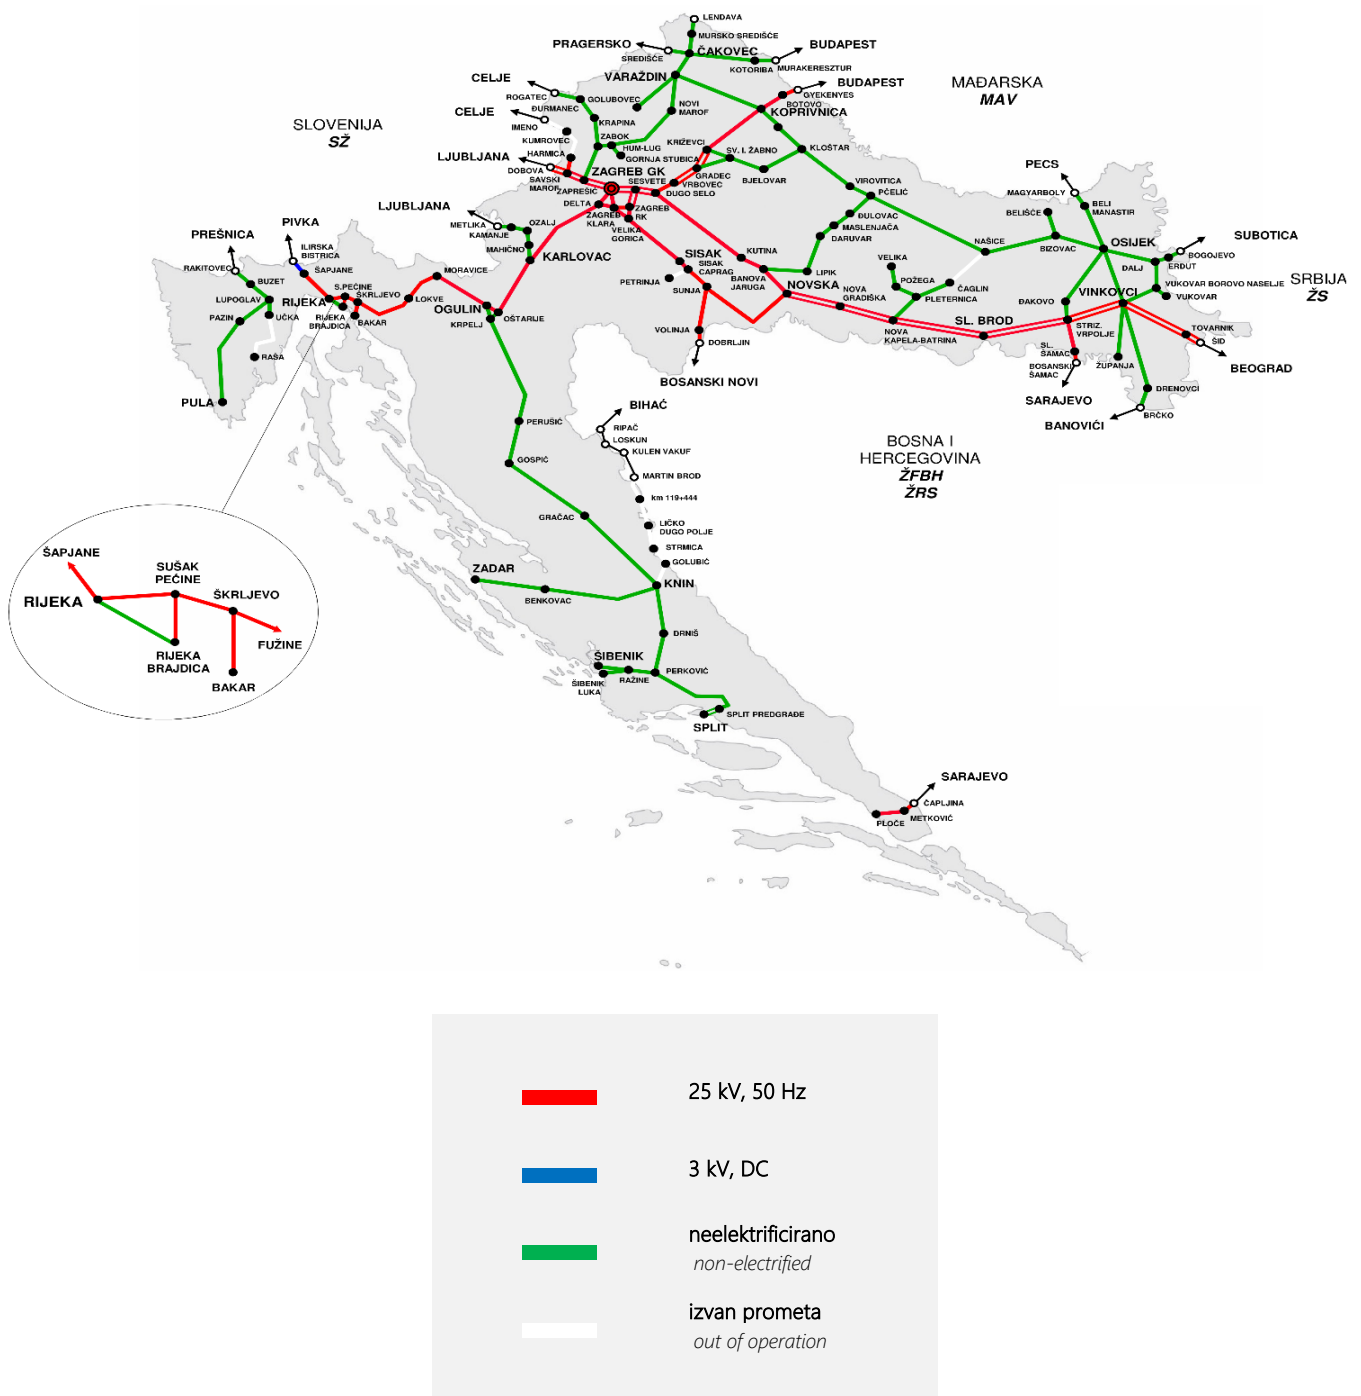 LENDAVA
MURSKO SREDIŠĆE
PRAGERSKO
SREDIŠĆE
ČAKOVEC
BUDAPEST
KOTORIBA
MURAKERESZTUR
CELJE
VARAŽDIN
BUDAPEST
GYEKENYES
BOTOVO
MAĐARSKA
MAV
ROGATEC
GOLUBOVEC
ĐURMANEC
NOVI
MAROF
KOPRIVNICA
CELJE
SLOVENIJA
SŽ
IMENO
KRAPINA
KUMROVEC
ZABOK
KRIŽEVCI
HARMICA
HUM-LUG
GORNJA STUBICA
SV. I. ŽABNO
KLOŠTAR
LJUBLJANA
DOBOVA
ZAGREB GK
GRADEC
BJELOVAR
PECS
SAVSKI
MAROF
ZAPREŠIĆ
SESVETE
VRBOVEC
DUGO SELO
VIROVITICA
PČELIĆ
MAGYARBOLY
LJUBLJANA
DELTA
ZAGREB
KLARA
ZAGREB
RK
VELIKA
GORICA
BELI
MANASTIR
BELIŠĆE
PIVKA
METLIKA
KAMANJE
OZALJ
ĐULOVAC
MASLENJAČA
DARUVAR
PREŠNICA
ILIRSKA
BISTRICA
MAHIČNO
KARLOVAC
SISAK
SISAK
CAPRAG
KUTINA
NAŠICE
BIZOVAC
OSIJEK
SUBOTICA
BOGOJEVO
ERDUT
DALJ
RAKITOVEC
BUZET
ŠAPJANE
MORAVICE
PETRINJA
SUNJA
BANOVA
JARUGA
LIPIK
VELIKA
POŽEGA
ČAGLIN
PLETERNICA
SRBIJA
ŽS
LUPOGLAV
S.PEĆINE
RIJEKA
ŠKRLJEVO
LOKVE
NOVSKA
NOVA
GRADIŠKA
ĐAKOVO
VINKOVCI
VUKOVAR BOROVO NASELJE
VUKOVAR
PAZIN
UČKA
RIJEKA
BRAJDICA
BAKAR
OGULIN
KRPELJ
OŠTARIJE
VOLINJA
DOBRLJIN
NOVA
KAPELA-BATRINA
SL. BROD
STRIZ.
VRPOLJE
TOVARNIK
ŠID
RAŠA
SL.
ŠAMAC
BOSANSKI
ŠAMAC
ŽUPANJA
BEOGRAD
BOSANSKI NOVI
DRENOVCI
PULA
SARAJEVO
BRČKO
BANOVIĆI
BIHAĆ
PERUŠIĆ
RIPAČ
LOSKUN
KULEN VAKUF
BOSNA I
HERCEGOVINA
ŽFBH
ŽRS
GOSPIĆ
MARTIN BROD
km 119+444
GRAČAC
LIČKO
DUGO POLJE
STRMICA
GOLUBIĆ
ŠAPJANE
SUŠAK
PEĆINE
ŠKRLJEVO
RIJEKA
FUŽINE
RIJEKA
BRAJDICA
BAKAR
ZADAR
BENKOVAC
KNIN
DRNIŠ
ŠIBENIK
ŠIBENIK
LUKA
RAŽINE
PERKOVIĆ
SPLIT PREDGRAĐE
SPLIT
SARAJEVO
ČAPLJINA
PLOČE
METKOVIĆ
25 kV, 50 Hz
3 kV, DC
neelektrificirano
non-electrified
izvan prometa
out of operation